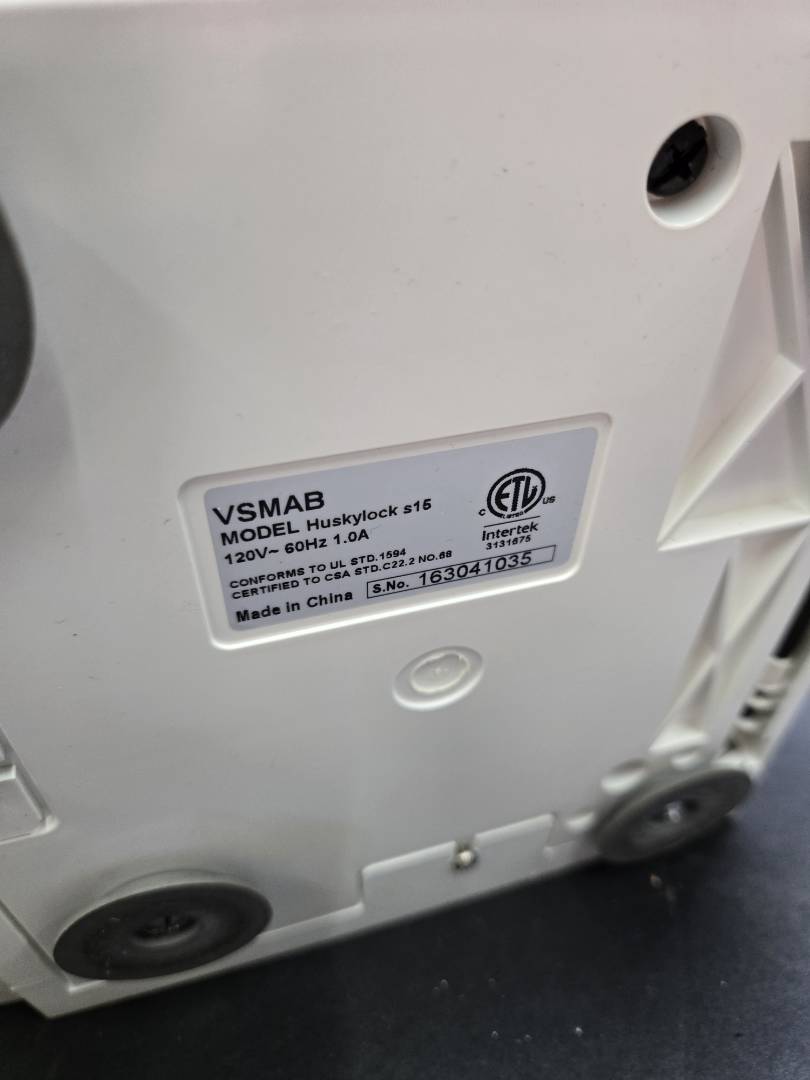 VSMAB
MODEL Huskylock s15
120V~ 60Hz 1.0A
CONFORMS TO UL STD.1594
CERTIFIED TO CSA STD.C22.2 NO.68
Made in China
S.No. 163041035
ETL
C LISTED US
Intertek
3131675